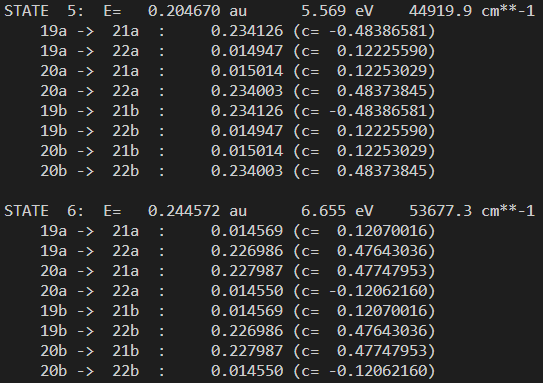 STATE  5:  E=   0.204670 au      5.569 eV    44919.9 cm**-1
    19a ->  21a  :     0.234126 (c= -0.48386581)
    19a ->  22a  :     0.014947 (c=  0.12225590)
    20a ->  21a  :     0.015014 (c=  0.12253029)
    20a ->  22a  :     0.234003 (c=  0.48373845)
    19b ->  21b  :     0.234126 (c= -0.48386581)
    19b ->  22b  :     0.014947 (c=  0.12225590)
    20b ->  21b  :     0.015014 (c=  0.12253029)
    20b ->  22b  :     0.234003 (c=  0.48373845)
STATE  6:  E=   0.244572 au      6.655 eV    53677.3 cm**-1
    19a ->  21a  :     0.014569 (c=  0.12070016)
    19a ->  22a  :     0.226986 (c=  0.47643036)
    20a ->  21a  :     0.227987 (c=  0.47747953)
    20a ->  22a  :     0.014550 (c= -0.12062160)
    19b ->  21b  :     0.014569 (c=  0.12070016)
    19b ->  22b  :     0.226986 (c=  0.47643036)
    20b ->  21b  :     0.227987 (c=  0.47747953)
    20b ->  22b  :     0.014550 (c= -0.12062160)